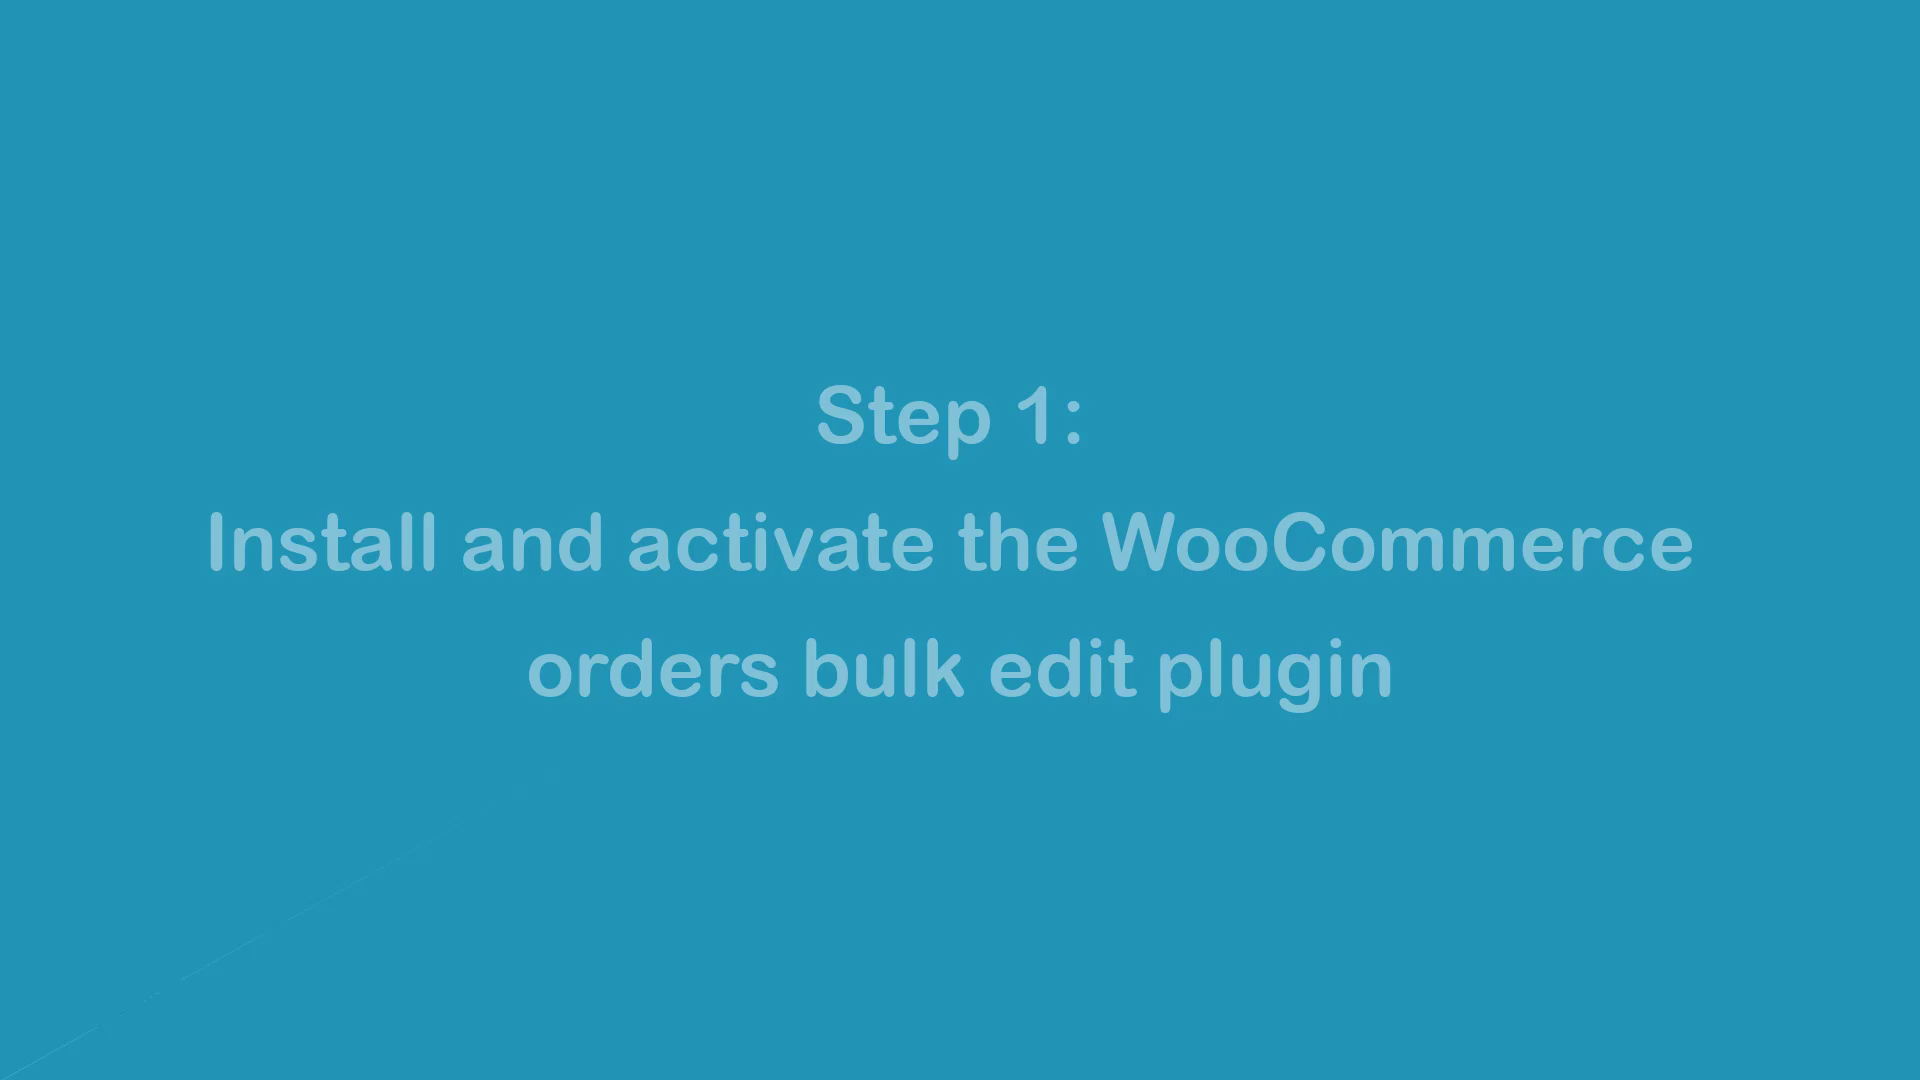 Step 1:
Install and activate the WooCommerce
orders bulk edit plugin